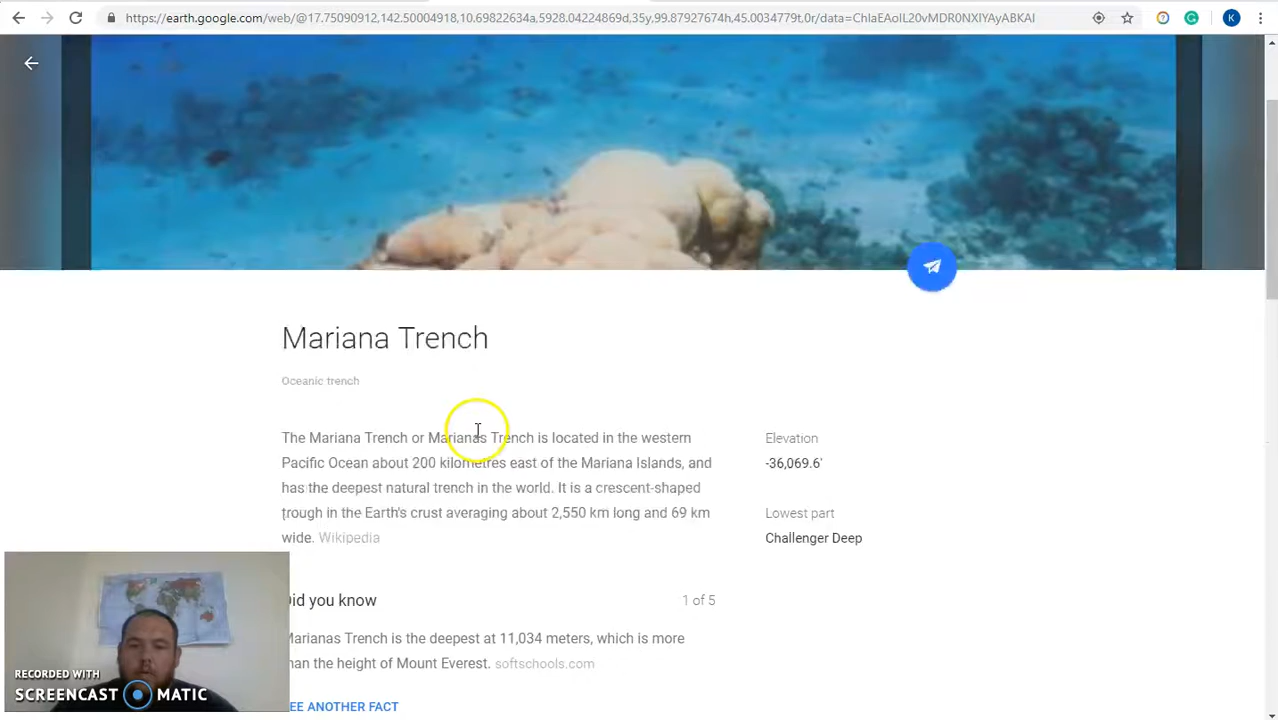 https://earth.google.com/web/@17.75090912,142.50004918,10.69822634a,5928.04224869d,35y,99.87927674h,45.0034779t,0r/data=ChIaEAoIL20vMDR0NXIYAyABKAI
K
Mariana Trench
Oceanic trench
The Mariana Trench or Marianas Trench is located in the western
Pacific Ocean about 200 kilometres east of the Mariana Islands, and
has the deepest natural trench in the world. It is a crescent-shaped
trough in the Earth's crust averaging about 2,550 km long and 69 km
wide. Wikipedia
Elevation
-36,069.6'
Lowest part
Challenger Deep
Did you know
1 of 5
Marianas Trench is the deepest at 11,034 meters, which is more
than the height of Mount Everest. softschools.com
EE ANOTHER FACT
RECORDED WITH
SCREENCAST MATIC